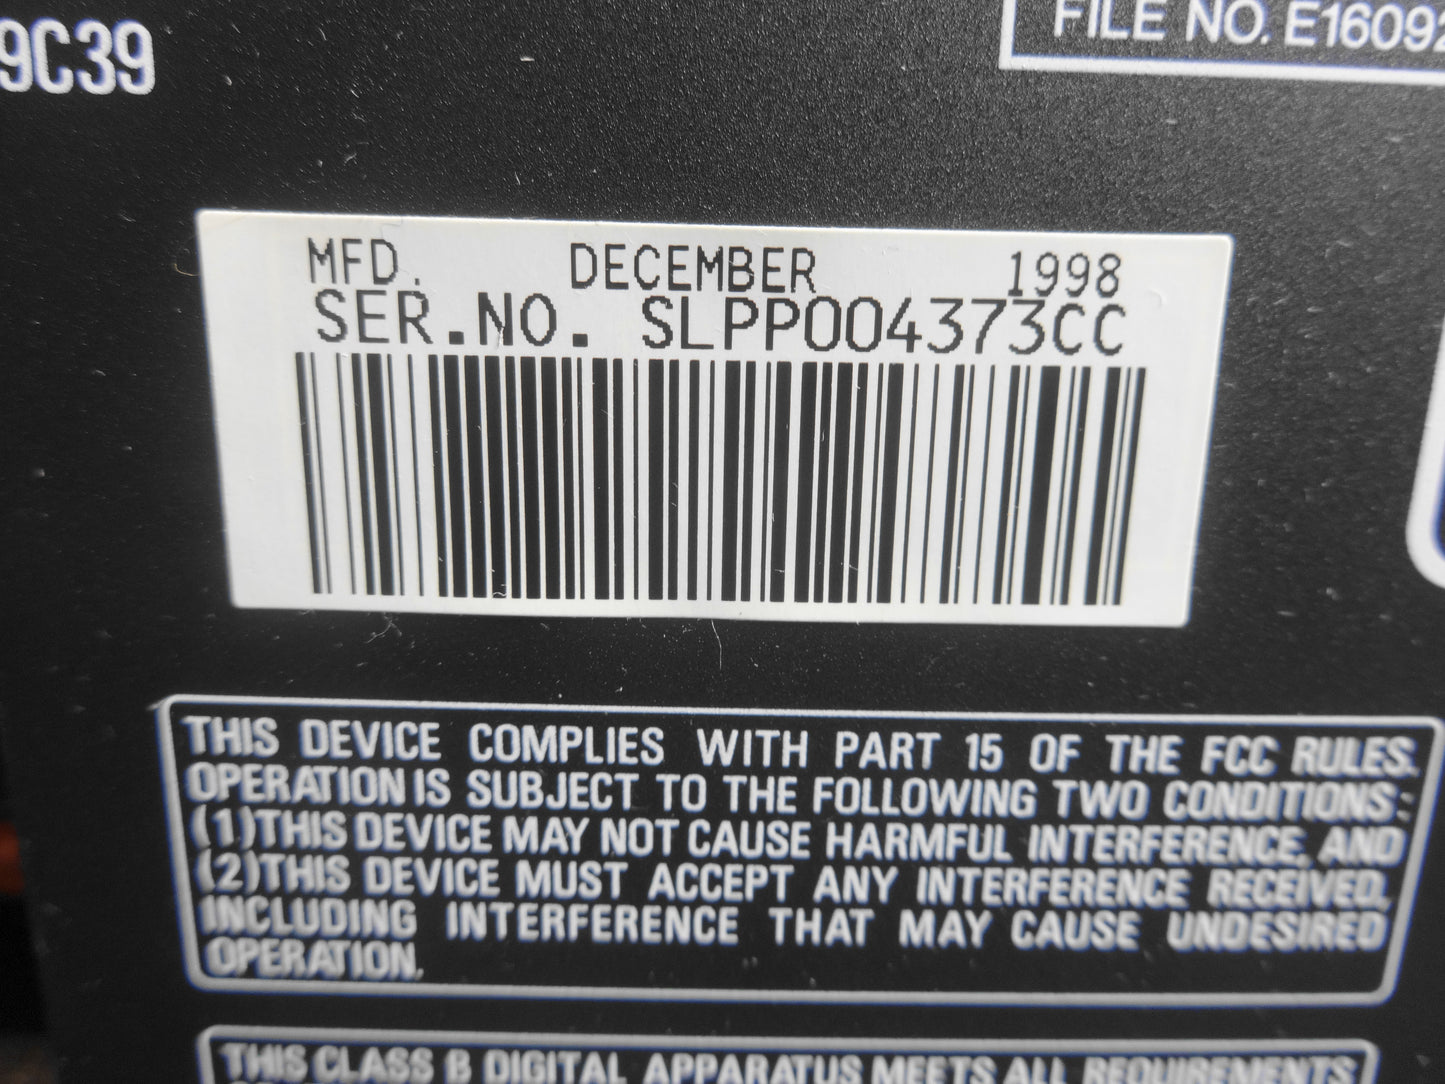 9C39
FILE NO. E16092
MFD. DECEMBER 1998
SER.NO. SLPP004373CC
THIS DEVICE COMPLIES WITH PART 15 OF THE FCC RULES.
OPERATION IS SUBJECT TO THE FOLLOWING TWO CONDITIONS:
(1)THIS DEVICE MAY NOT CAUSE HARMFUL INTERFERENCE, AND
(2)THIS DEVICE MUST ACCEPT ANY INTERFERENCE RECEIVED,
INCLUDING INTERFERENCE THAT MAY CAUSE UNDESIRED
OPERATION.
THIS CLASS B DIGITAL APPARATUS MEETS ALL REQUIREMENTS